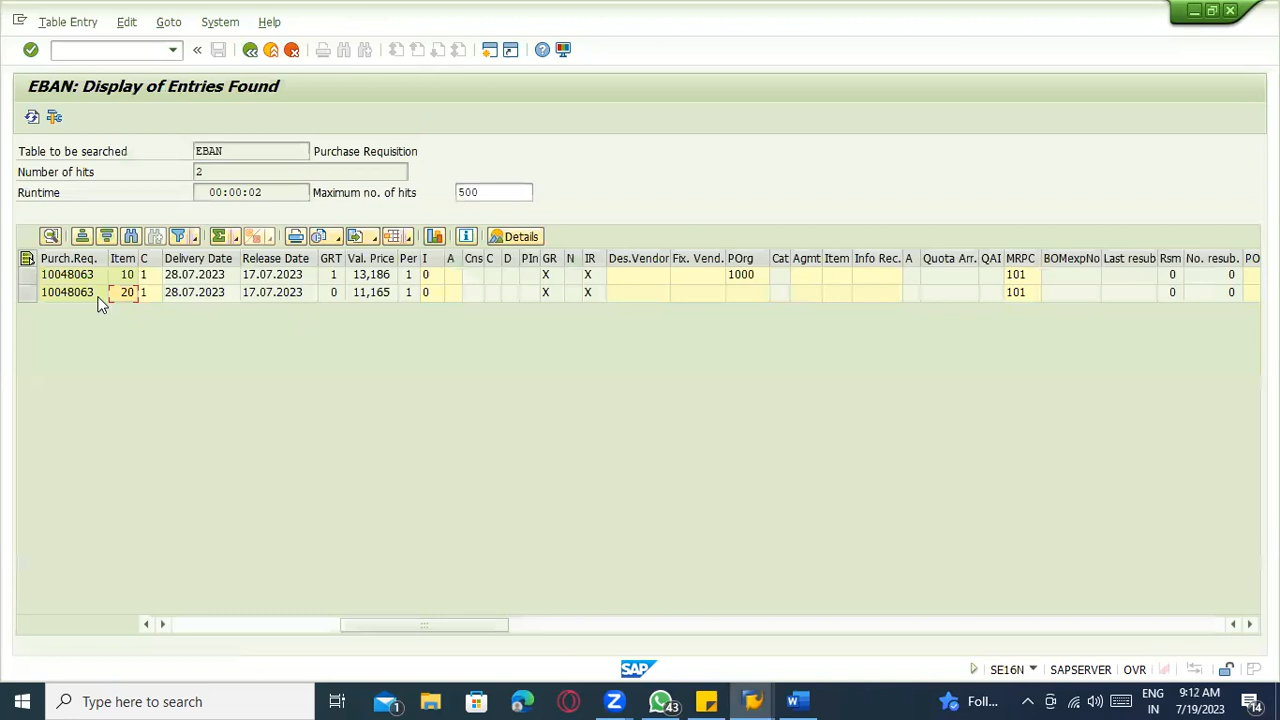 Table Entry Edit Goto System Help
EBAN: Display of Entries Found
Table to be searched EBAN Purchase Requisition
Number of hits 2
Runtime 00:00:02 Maximum no. of hits 500
Details
Purch.Req. Item C Delivery Date Release Date GRT Val. Price Per I A Cns C D PIn GR N IR Des.Vendor Fix. Vend. POrg Cat Agmt Item Info Rec. A Quota Arr. QAI MRPC BOMexpNo Last resub Rsm No. resub. PO
10048063 10 1 28.07.2023 17.07.2023 1 13,186 1 0 X X 1000 101 0 0
10048063 20 1 28.07.2023 17.07.2023 0 11,165 1 0 X X 101 0 0
SAP SE16N SAPSERVER OVR
Type here to search 1 43 Foll... ENG 9:12 AM
IN 7/19/2023 14